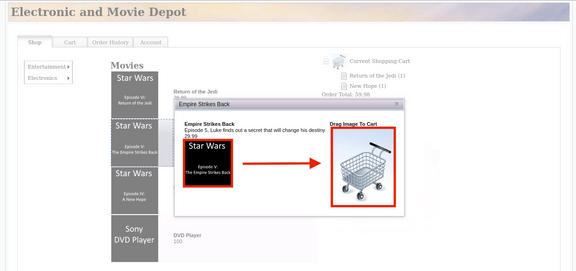 Electronic and Movie Depot
Shop
Cart
Order History
Account
Entertainment
Electronics
Movies
Star Wars
Episode VI:
Return of the Jedi
Return of the Jedi
Current Shopping Cart
Return of the Jedi (1)
New Hope (1)
Order Total: 59.98
Empire Strikes Back
Empire Strikes Back
Episode 5, Luke finds out a secret that will change his destiny
29.99
Star Wars
Episode V:
The Empire Strikes Back
Drag Image To Cart
Star Wars
Episode V:
The Empire Strikes Back
Star Wars
Episode IV:
A New Hope
Sony
DVD Player
DVD Player
100